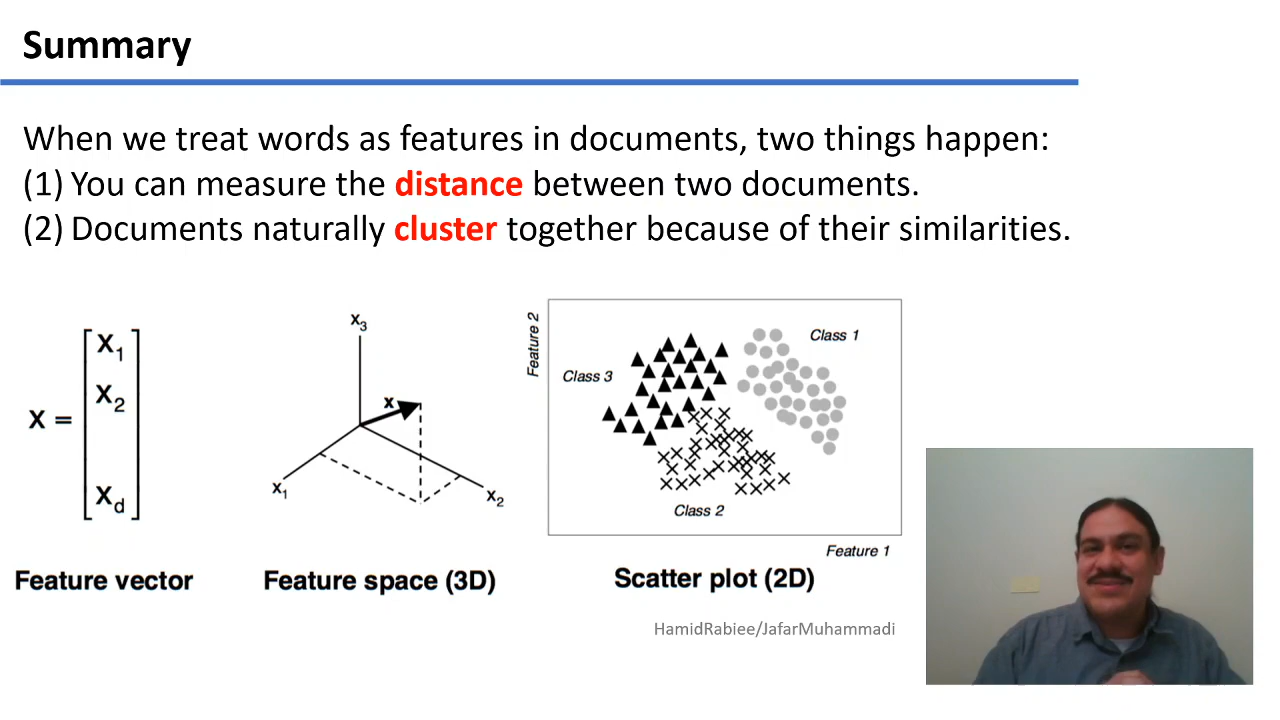 Summary
When we treat words as features in documents, two things happen:
(1) You can measure the distance between two documents.
(2) Documents naturally cluster together because of their similarities.
X =
X1
X2
Xd
Feature vector
X3
X
X1
X2
Feature space (3D)
Feature 2
Class 1
Class 3
Class 2
Feature 1
Scatter plot (2D)
HamidRabiee/JafarMuhammadi